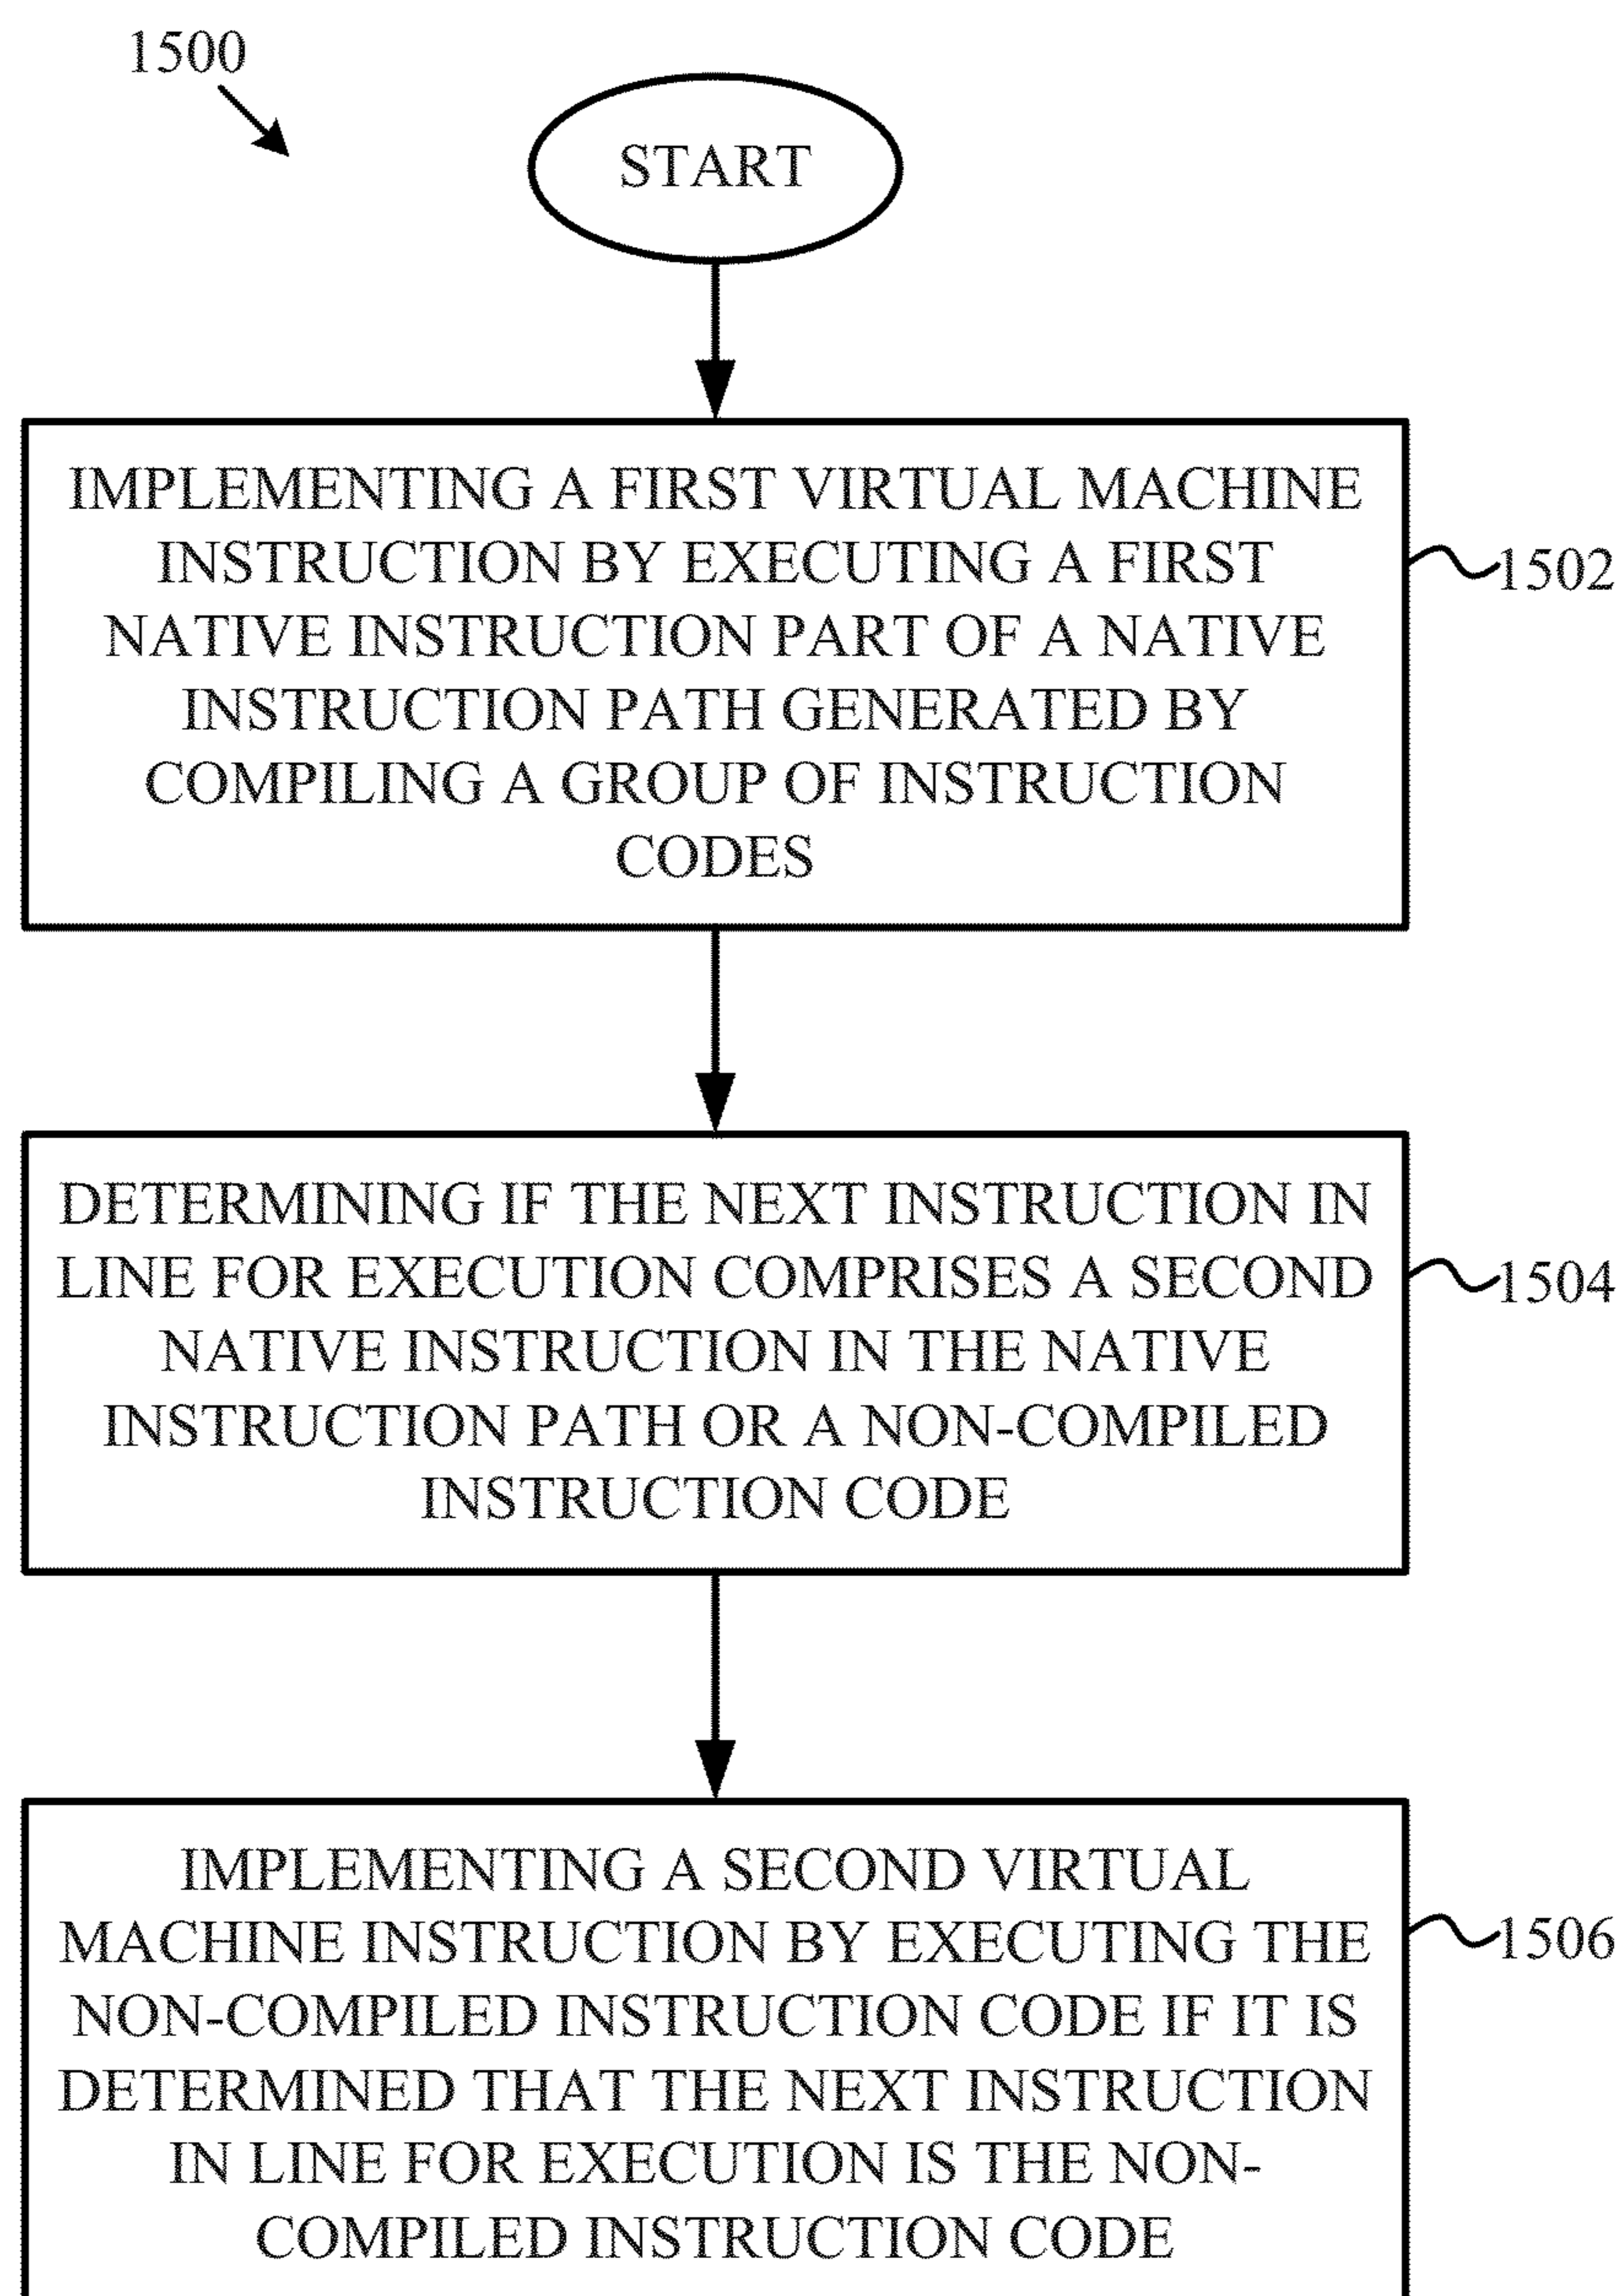 1500
START
IMPLEMENTING A FIRST VIRTUAL MACHINE
INSTRUCTION BY EXECUTING A FIRST
NATIVE INSTRUCTION PART OF A NATIVE
INSTRUCTION PATH GENERATED BY
COMPILING A GROUP OF INSTRUCTION
CODES
1502
DETERMINING IF THE NEXT INSTRUCTION IN
LINE FOR EXECUTION COMPRISES A SECOND
NATIVE INSTRUCTION IN THE NATIVE
INSTRUCTION PATH OR A NON-COMPILED
INSTRUCTION CODE
1504
IMPLEMENTING A SECOND VIRTUAL
MACHINE INSTRUCTION BY EXECUTING THE
NON-COMPILED INSTRUCTION CODE IF IT IS
DETERMINED THAT THE NEXT INSTRUCTION
IN LINE FOR EXECUTION IS THE NON-
COMPILED INSTRUCTION CODE
1506